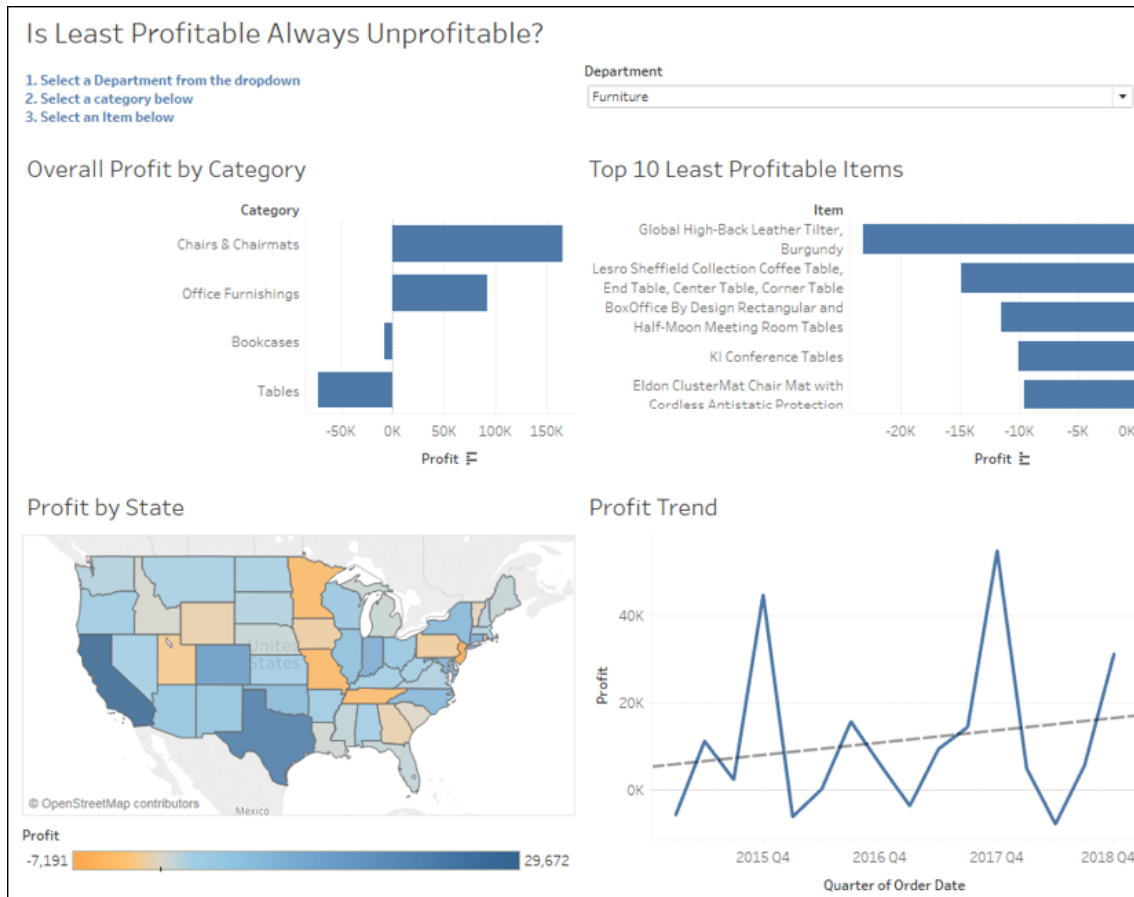 Is Least Profitable Always Unprofitable?
1. Select a Department from the dropdown
2. Select a category below
3. Select an Item below
Department
Furniture
Overall Profit by Category
Category
Chairs & Chairmats
Office Furnishings
Bookcases
Tables
-50K 0K 50K 100K 150K
Profit
Top 10 Least Profitable Items
Item
Global High-Back Leather Tilter,
Burgundy
Lesro Sheffield Collection Coffee Table,
End Table, Center Table, Corner Table
BoxOffice By Design Rectangular and
Half-Moon Meeting Room Tables
KI Conference Tables
Eldon ClusterMat Chair Mat with
Cordless Antistatic Protection
-20K -15K -10K -5K 0K
Profit
Profit by State
United
States
Mexico
© OpenStreetMap contributors
Profit
-7,191 29,672
Profit Trend
Profit
40K
20K
0K
2015 Q4 2016 Q4 2017 Q4 2018 Q4
Quarter of Order Date